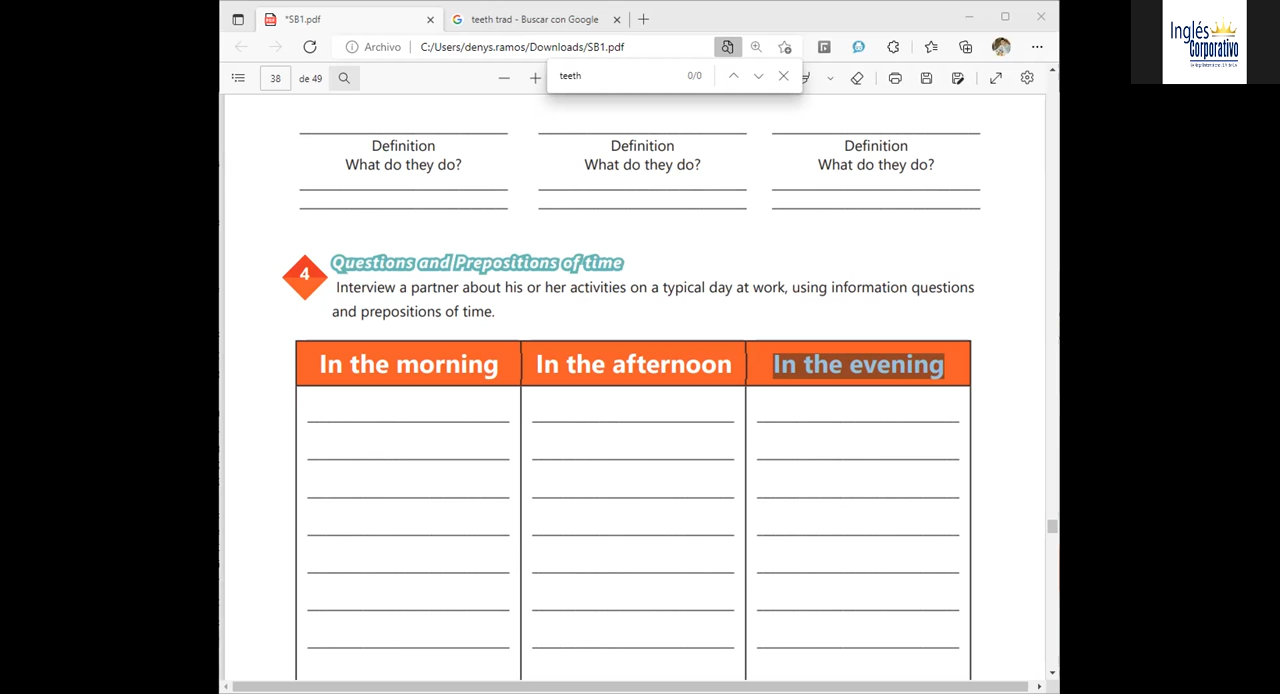 *SB1.pdf
teeth trad - Buscar con Google
Archivo
C:/Users/denys.ramos/Downloads/SB1.pdf
Inglés
Corporativo
38
de 49
teeth
0/0
Definition
What do they do?
Definition
What do they do?
Definition
What do they do?
4
Questions and Prepositions of time
Interview a partner about his or her activities on a typical day at work, using information questions
and prepositions of time.
In the morning
In the afternoon
In the evening